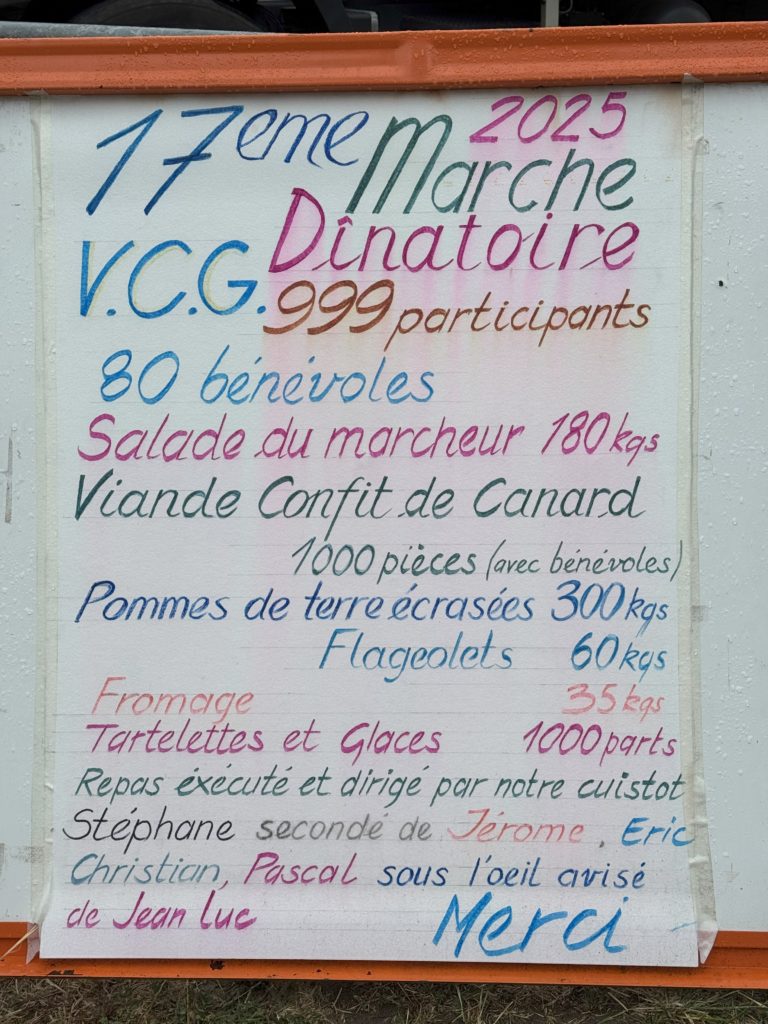 17eme 2025
Marche
Dînatoire
V.C.G. 999 participants
80 bénévoles
Salade du marcheur 180 kgs
Viande Confit de Canard
1000 pièces (avec bénévoles)
Pommes de terre écrasées 300 kgs
Flageolets 60 kgs
Fromage 35 kgs
Tartelettes et Glaces 1000 parts
Repas éxécuté et dirigé par notre cuistot
Stéphane secondé de Jérome, Eric
Christian, Pascal sous l'oeil avisé
de Jean luc Merci